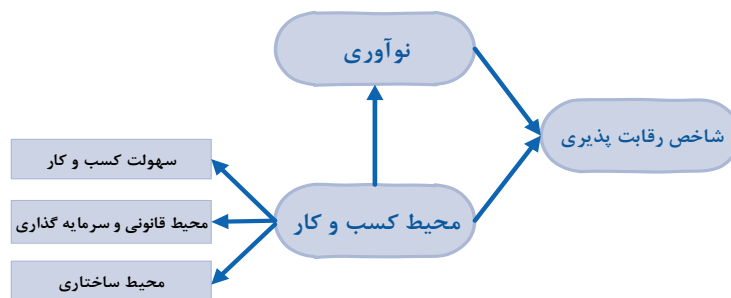 نوآوری
شاخص رقابت پذیری
سهولت کسب و کار
محیط کسب و کار
محیط قانونی و سرمایه گذاری
محیط ساختاری